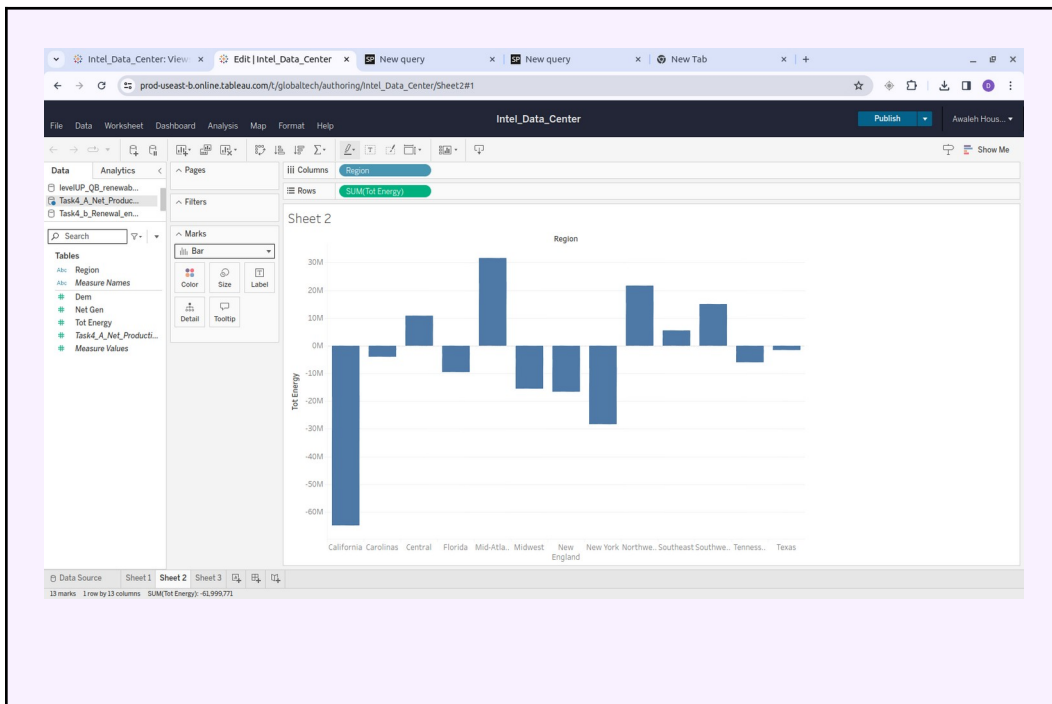 Intel_Data_Center: View
Edit | Intel_Data_Center
New query
New query
New Tab
prod-useast-b.online.tableau.com/t/globaltech/authoring/Intel_Data_Center/Sheet2#1
Intel_Data_Center
Publish
Awaleh Hous...
File Data Worksheet Dashboard Analysis Map Format Help
Show Me
Data Analytics
levelUP_QB_renewab...
Task4_A_Net_Produc...
Task4_b_Renewal_en...
Search
Tables
Abc Region
Abc Measure Names
# Dem
# Net Gen
# Tot Energy
# Task4_A_Net_Producti...
# Measure Values
Pages
Filters
Marks
Bar
Color Size Label
Detail Tooltip
iii Columns Region
Rows SUM(Tot Energy)
Sheet 2
Region
Tot Energy
30M
20M
10M
0M
-10M
-20M
-30M
-40M
-50M
-60M
California Carolinas Central Florida Mid-Atla.. Midwest New England New York Northwe.. Southeast Southwe.. Tenness.. Texas
Data Source Sheet 1 Sheet 2 Sheet 3
13 marks 1 row by 13 columns SUM(Tot Energy): -61,999,771